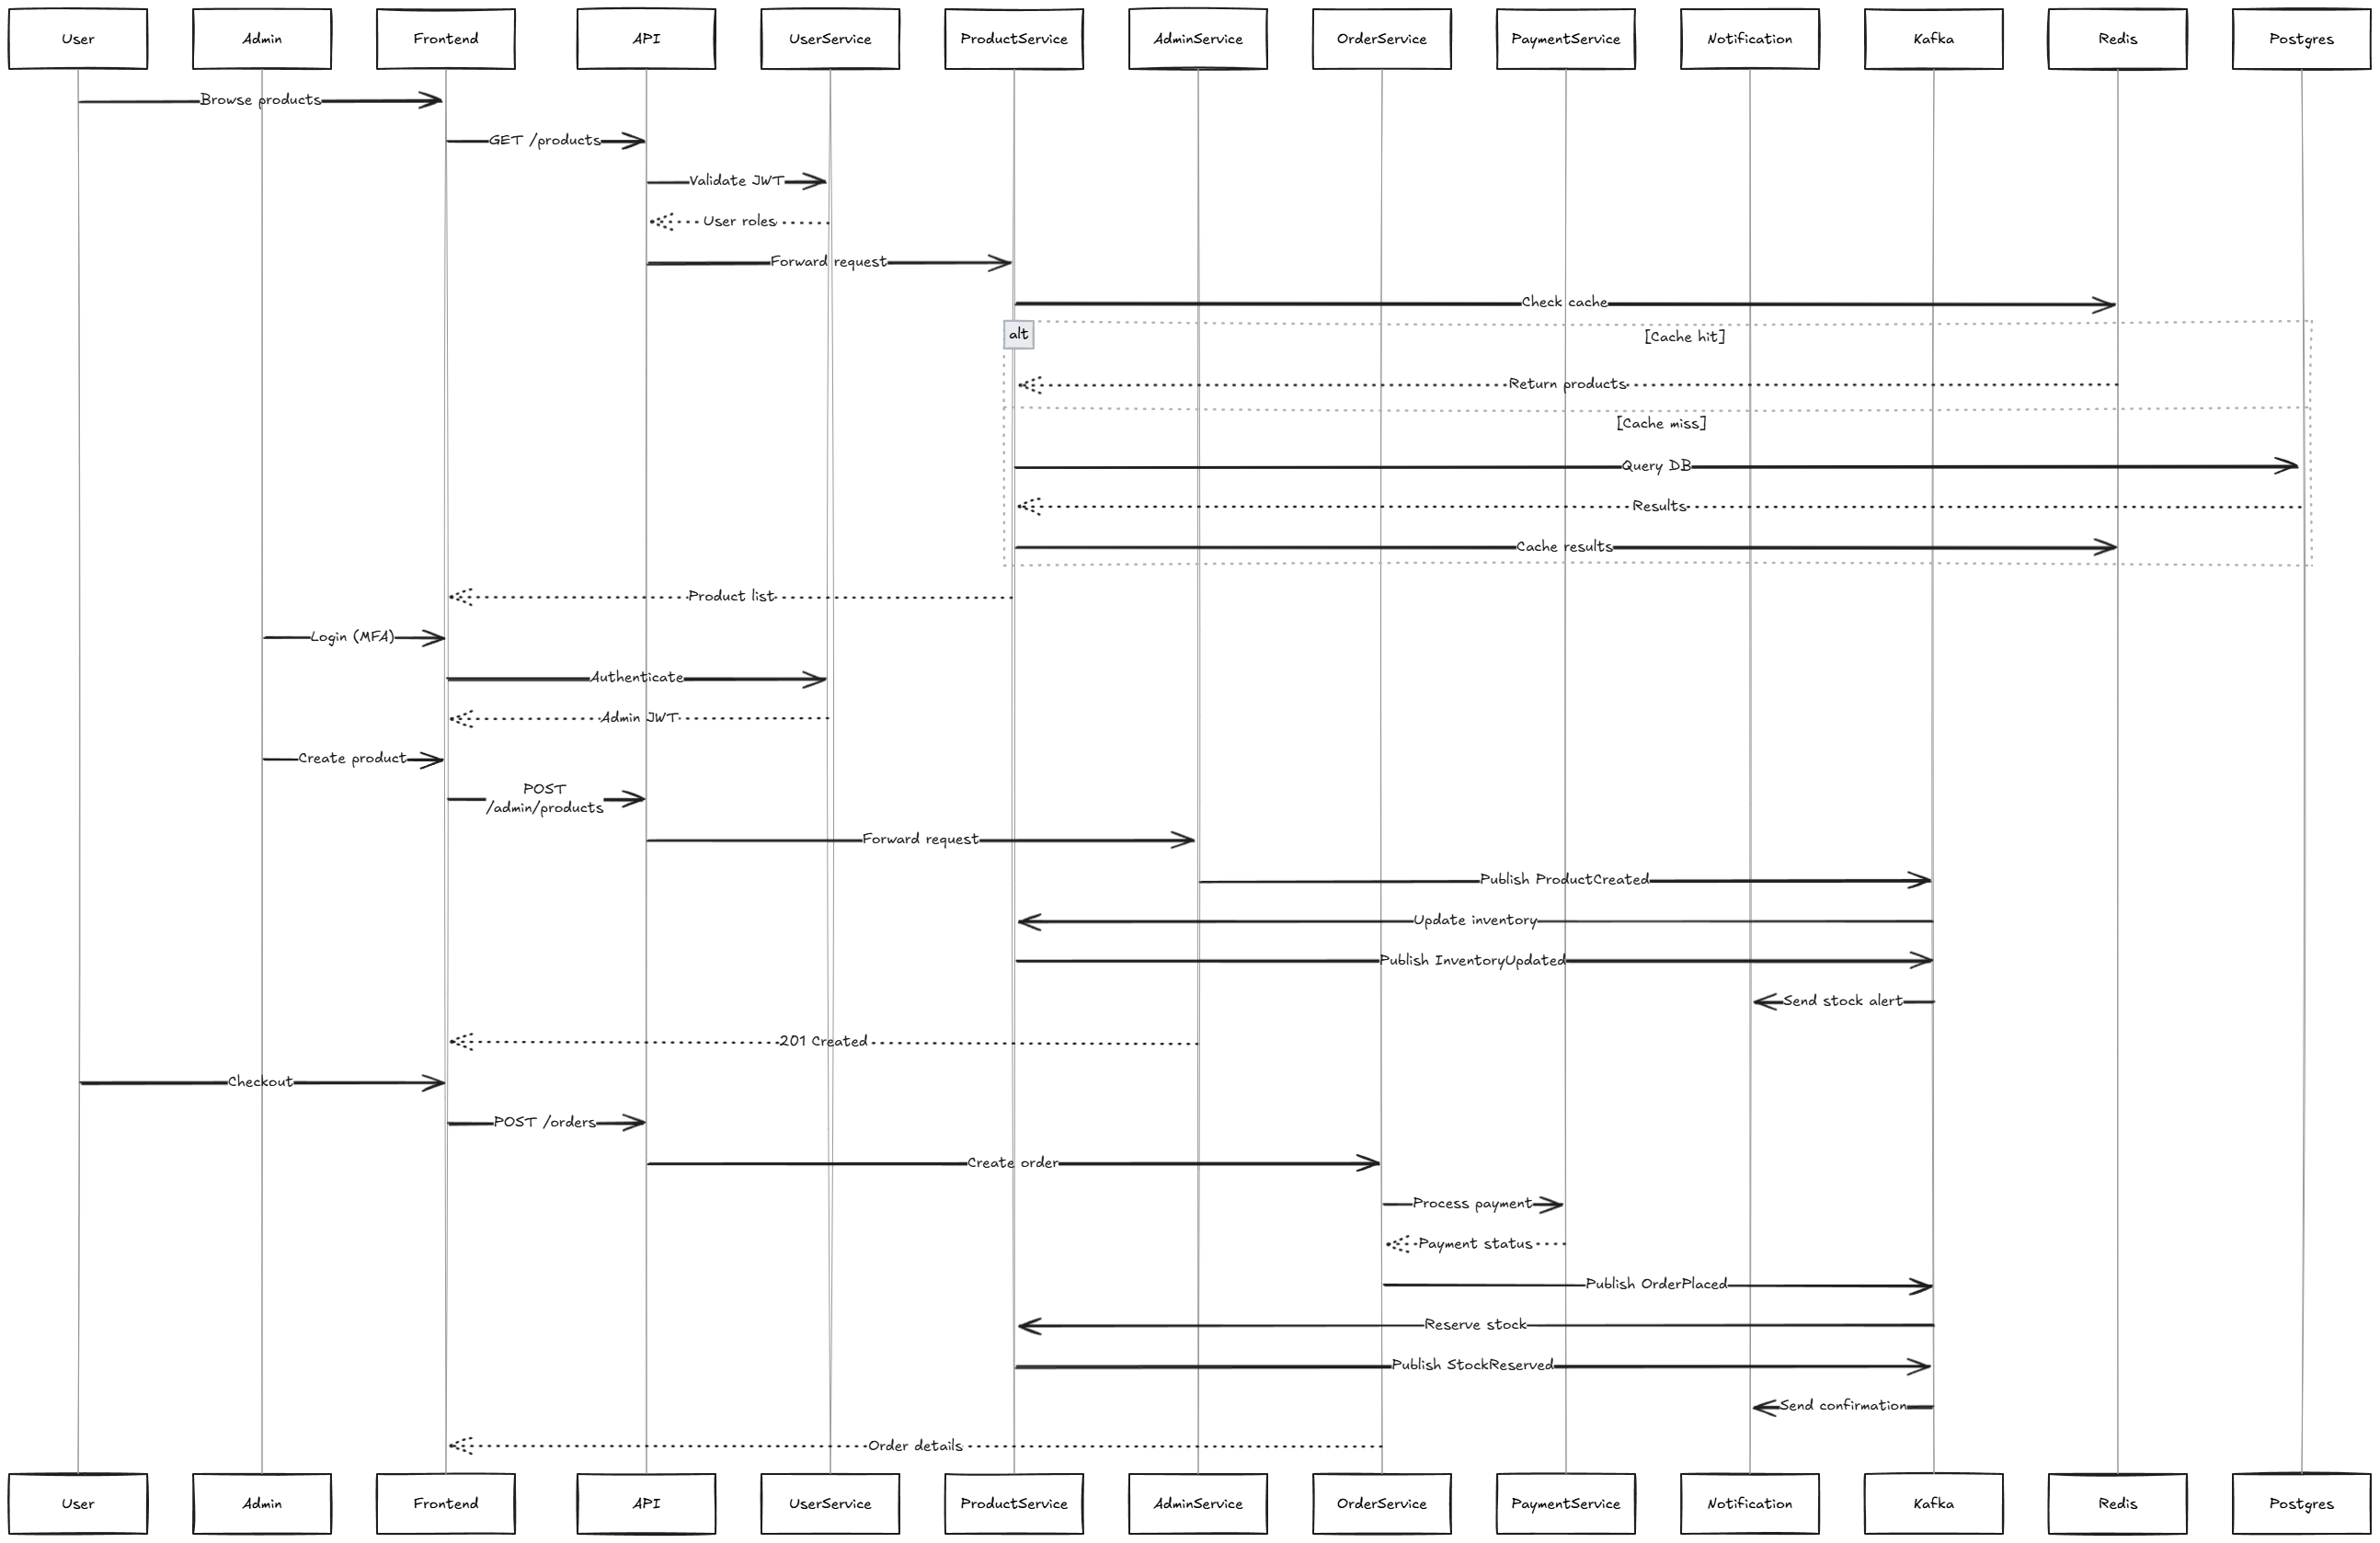 User
Admin
Frontend
API
UserService
ProductService
AdminService
OrderService
PaymentService
Notification
Kafka
Redis
Postgres
Browse products
GET /products
Validate JWT
User roles
Forward request
Check cache
alt
[Cache hit]
Return products
[Cache miss]
Query DB
Results
Cache results
Product list
Login (MFA)
Authenticate
Admin JWT
Create product
POST
/admin/products
Forward request
Publish ProductCreated
Update inventory
Publish InventoryUpdated
Send stock alert
201 Created
Checkout
POST /orders
Create order
Process payment
Payment status
Publish OrderPlaced
Reserve stock
Publish StockReserved
Send confirmation
Order details
User
Admin
Frontend
API
UserService
ProductService
AdminService
OrderService
PaymentService
Notification
Kafka
Redis
Postgres